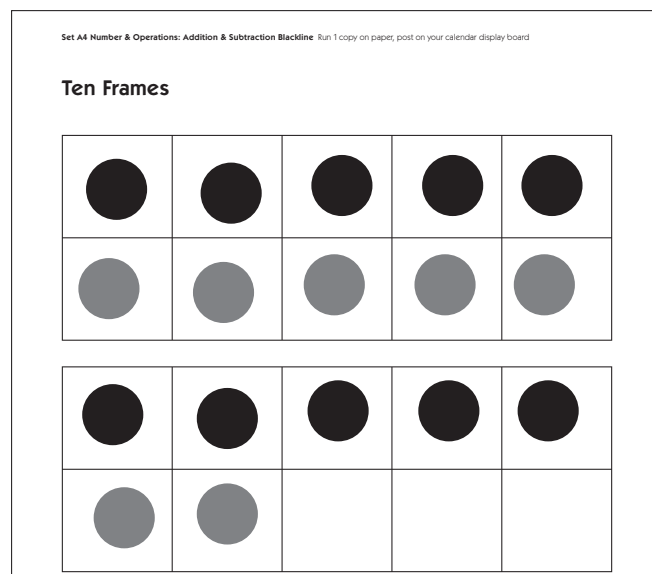 Set A4 Number & Operations: Addition & Subtraction Blackline Run 1 copy on paper, post on your calendar display board
Ten Frames